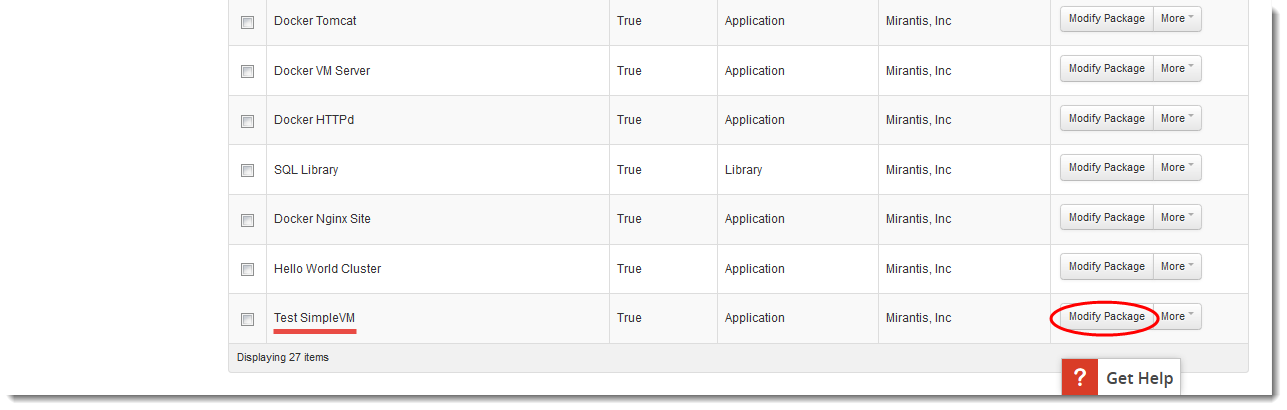 Docker Tomcat True Application Mirantis, Inc Modify Package More
Docker VM Server True Application Mirantis, Inc Modify Package More
Docker HTTPd True Application Mirantis, Inc Modify Package More
SQL Library True Library Mirantis, Inc Modify Package More
Docker Nginx Site True Application Mirantis, Inc Modify Package More
Hello World Cluster True Application Mirantis, Inc Modify Package More
Test SimpleVM True Application Mirantis, Inc Modify Package More
Displaying 27 items
? Get Help